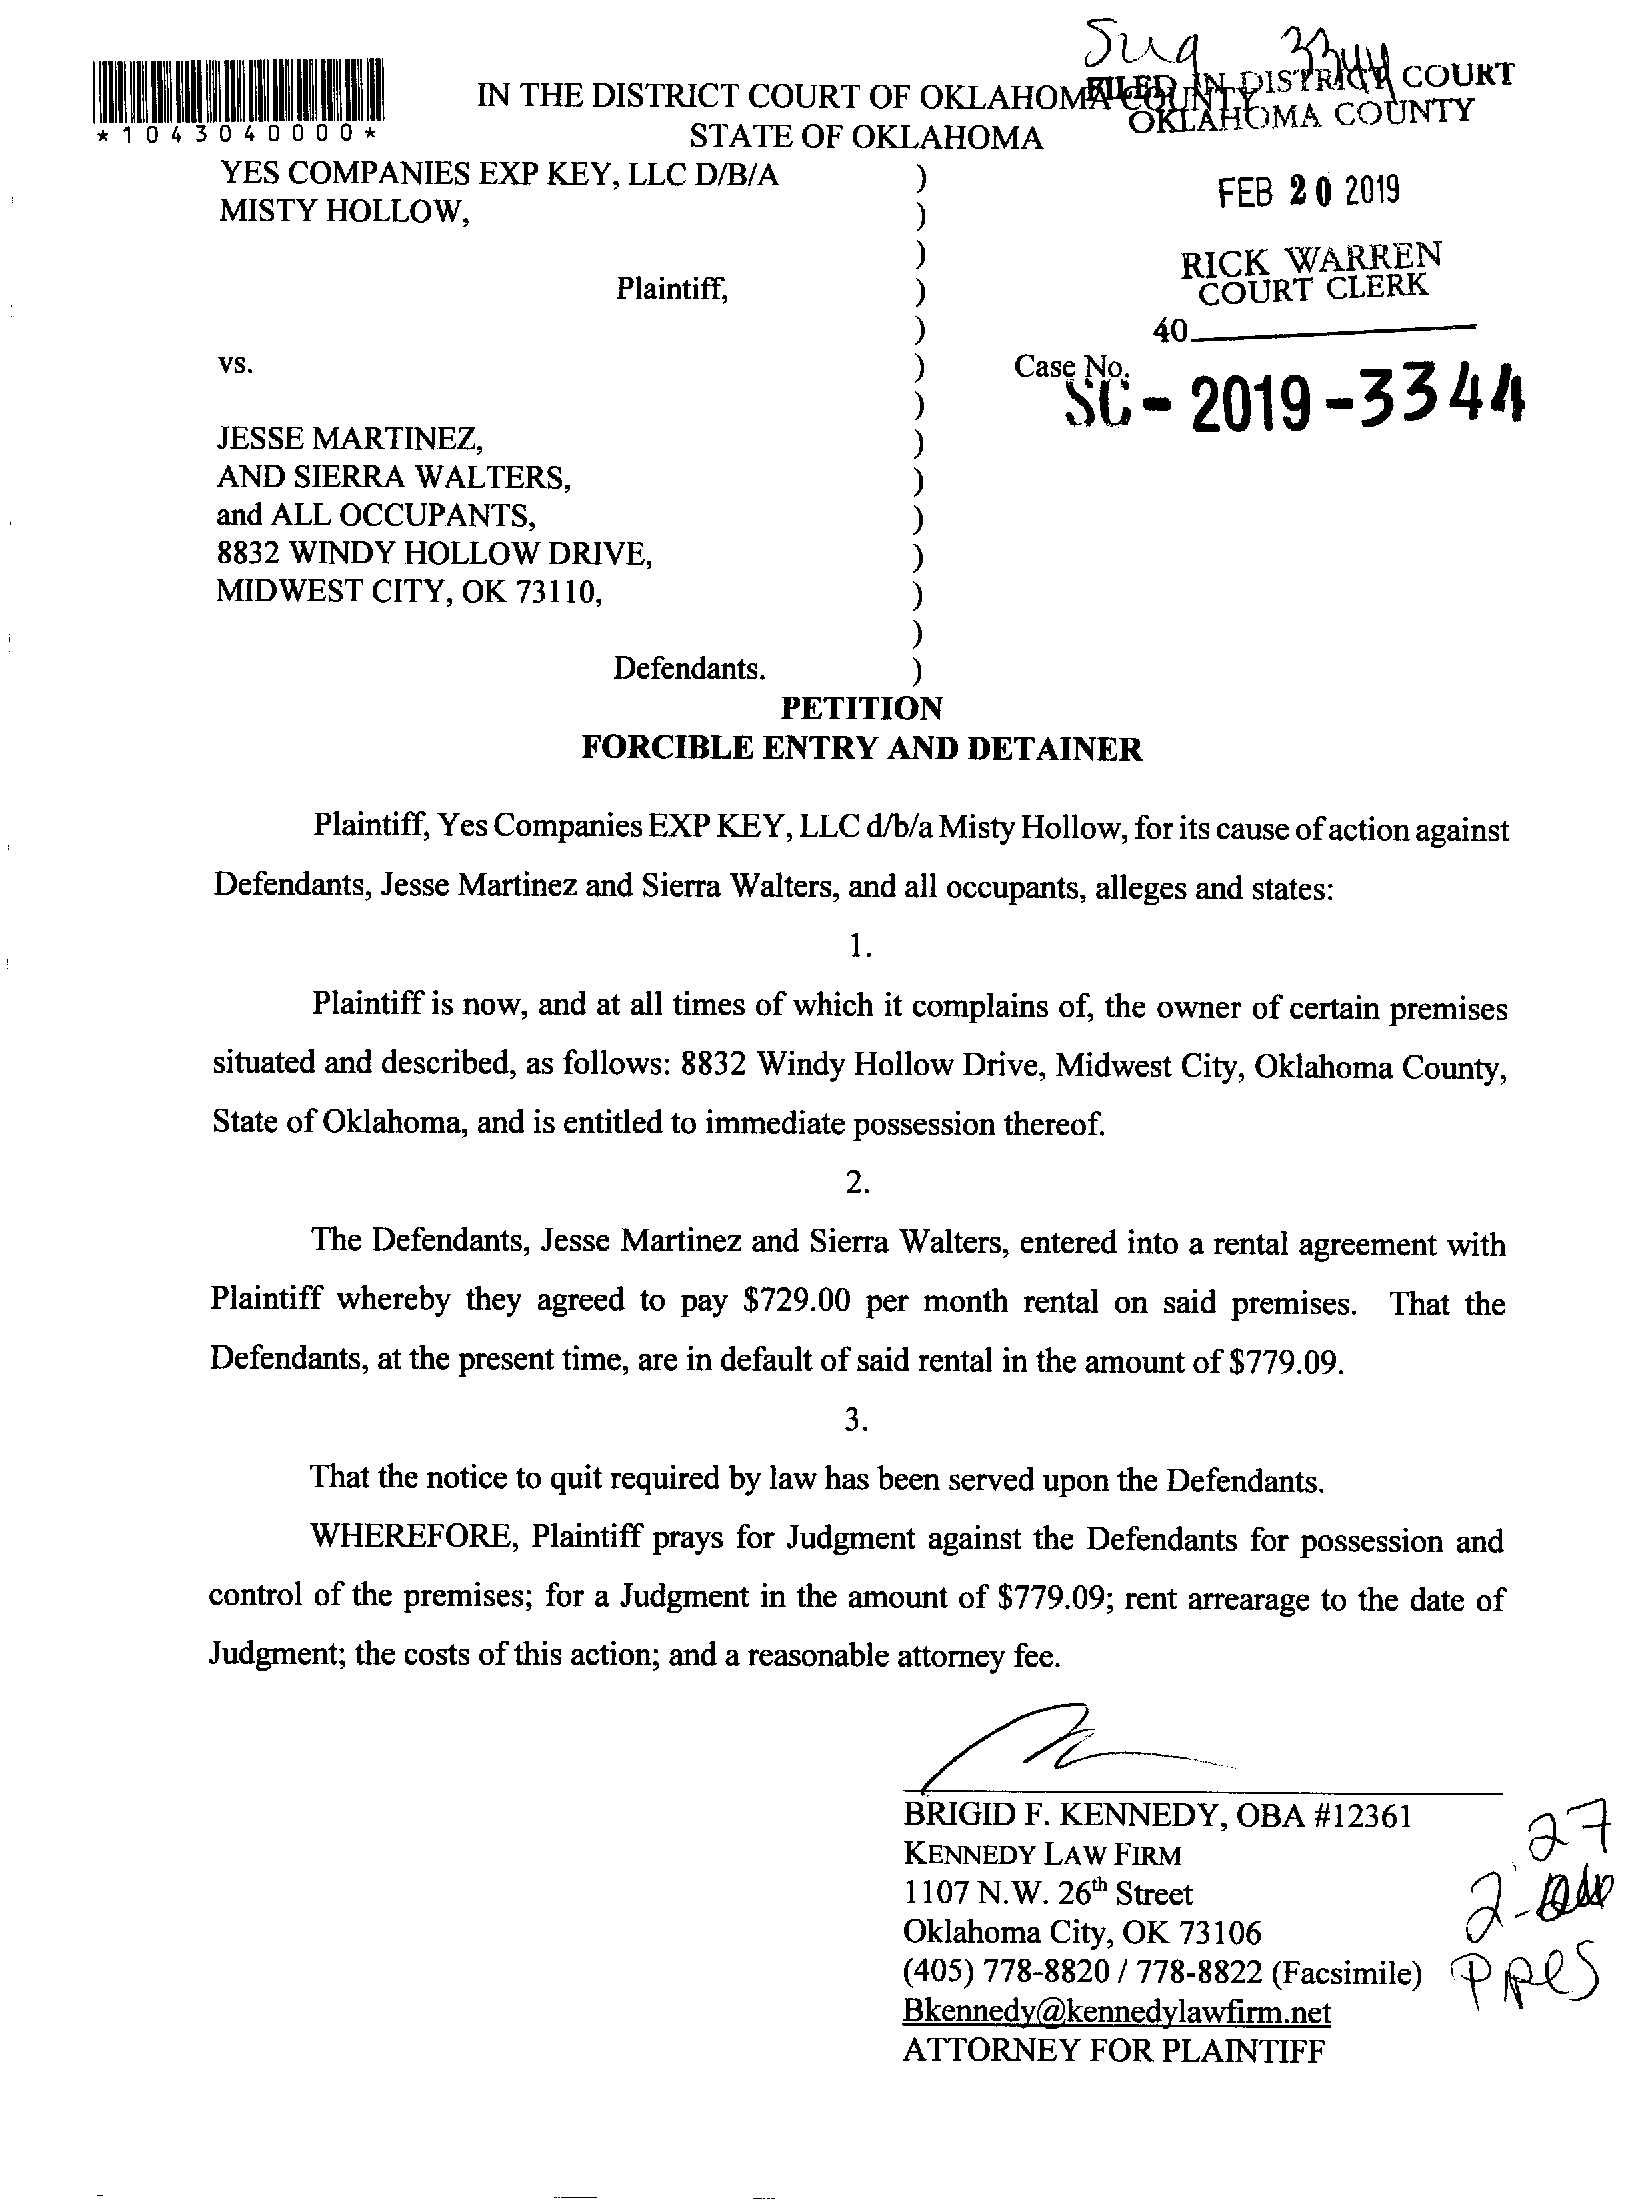 Sug 3344
*1043040000*
IN THE DISTRICT COURT OF OKLAHOMA COUNTY
STATE OF OKLAHOMA
FILED IN DISTRICT COURT
OKLAHOMA COUNTY
FEB 20 2019
RICK WARREN
COURT CLERK
40
YES COMPANIES EXP KEY, LLC D/B/A )
MISTY HOLLOW, )
)
Plaintiff, )
)
vs. )
Case No.
SC-2019-3344
)
JESSE MARTINEZ, )
AND SIERRA WALTERS, )
and ALL OCCUPANTS, )
8832 WINDY HOLLOW DRIVE, )
MIDWEST CITY, OK 73110, )
)
Defendants. )
PETITION
FORCIBLE ENTRY AND DETAINER
Plaintiff, Yes Companies EXP KEY, LLC d/b/a Misty Hollow, for its cause of action against
Defendants, Jesse Martinez and Sierra Walters, and all occupants, alleges and states:
1.
Plaintiff is now, and at all times of which it complains of, the owner of certain premises
situated and described, as follows: 8832 Windy Hollow Drive, Midwest City, Oklahoma County,
State of Oklahoma, and is entitled to immediate possession thereof.
2.
The Defendants, Jesse Martinez and Sierra Walters, entered into a rental agreement with
Plaintiff whereby they agreed to pay $729.00 per month rental on said premises. That the
Defendants, at the present time, are in default of said rental in the amount of $779.09.
3.
That the notice to quit required by law has been served upon the Defendants.
WHEREFORE, Plaintiff prays for Judgment against the Defendants for possession and
control of the premises; for a Judgment in the amount of $779.09; rent arrearage to the date of
Judgment; the costs of this action; and a reasonable attorney fee.
BRIGID F. KENNEDY, OBA #12361
KENNEDY LAW FIRM
1107 N.W. 26th Street
Oklahoma City, OK 73106
(405) 778-8820 / 778-8822 (Facsimile)
Bkennedy@kennedylawfirm.net
ATTORNEY FOR PLAINTIFF
27